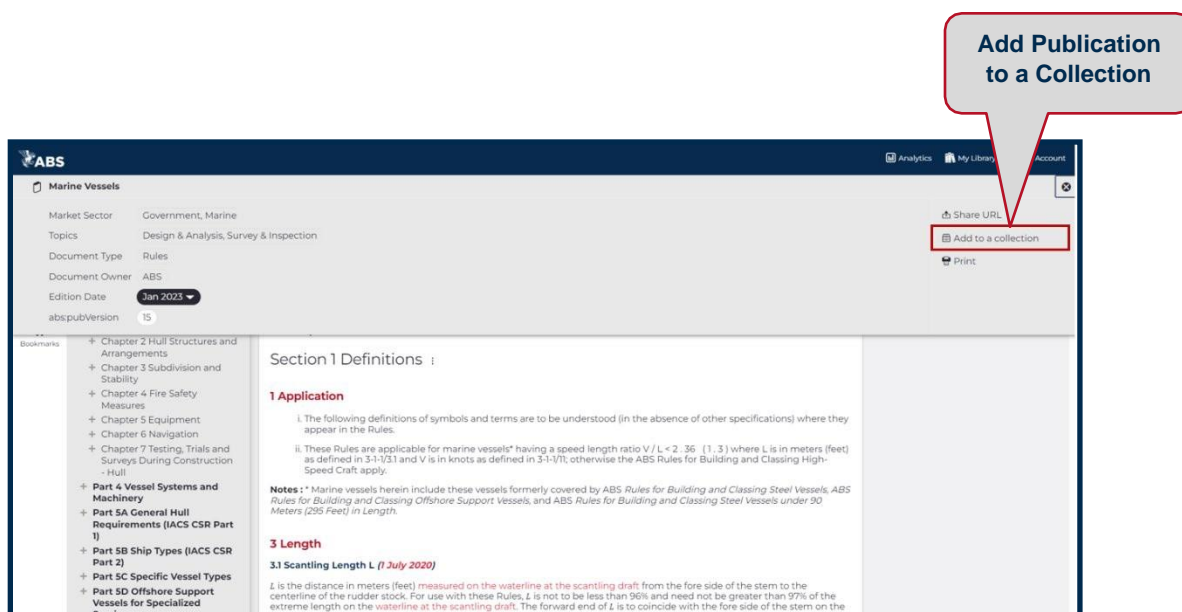 Add Publication
to a Collection
ABS
Analytics My Library Account
Marine Vessels
Market Sector Government, Marine
Share URL
Topics Design & Analysis, Survey & Inspection
Add to a collection
Document Type Rules
Print
Document Owner ABS
Edition Date Jan 2023
abs:pubVersion 15
Bookmarks
+ Chapter 2 Hull Structures and
Arrangements
+ Chapter 3 Subdivision and
Stability
+ Chapter 4 Fire Safety
Measures
+ Chapter 5 Equipment
+ Chapter 6 Navigation
+ Chapter 7 Testing, Trials and
Surveys During Construction
- Hull
+ Part 4 Vessel Systems and
Machinery
+ Part 5A General Hull
Requirements (IACS CSR Part
1)
+ Part 5B Ship Types (IACS CSR
Part 2)
+ Part 5C Specific Vessel Types
+ Part 5D Offshore Support
Vessels for Specialized
Section 1 Definitions
1 Application
i. The following definitions of symbols and terms are to be understood (in the absence of other specifications) where they
appear in the Rules.
ii. These Rules are applicable for marine vessels* having a speed length ratio V / L < 2 . 36 ( 1 . 3 ) where L is in meters (feet)
as defined in 3-1-1/3.1 and V is in knots as defined in 3-1-1/11; otherwise the ABS Rules for Building and Classing High-
Speed Craft apply.
Notes : * Marine vessels herein include these vessels formerly covered by ABS Rules for Building and Classing Steel Vessels, ABS
Rules for Building and Classing Offshore Support Vessels, and ABS Rules for Building and Classing Steel Vessels under 90
Meters (295 Feet) in Length.
3 Length
3.1 Scantling Length L (1 July 2020)
L is the distance in meters (feet) measured on the waterline at the scantling draft from the fore side of the stem to the
centerline of the rudder stock. For use with these Rules, L is not to be less than 96% and need not be greater than 97% of the
extreme length on the waterline at the scantling draft. The forward end of L is to coincide with the fore side of the stem on the